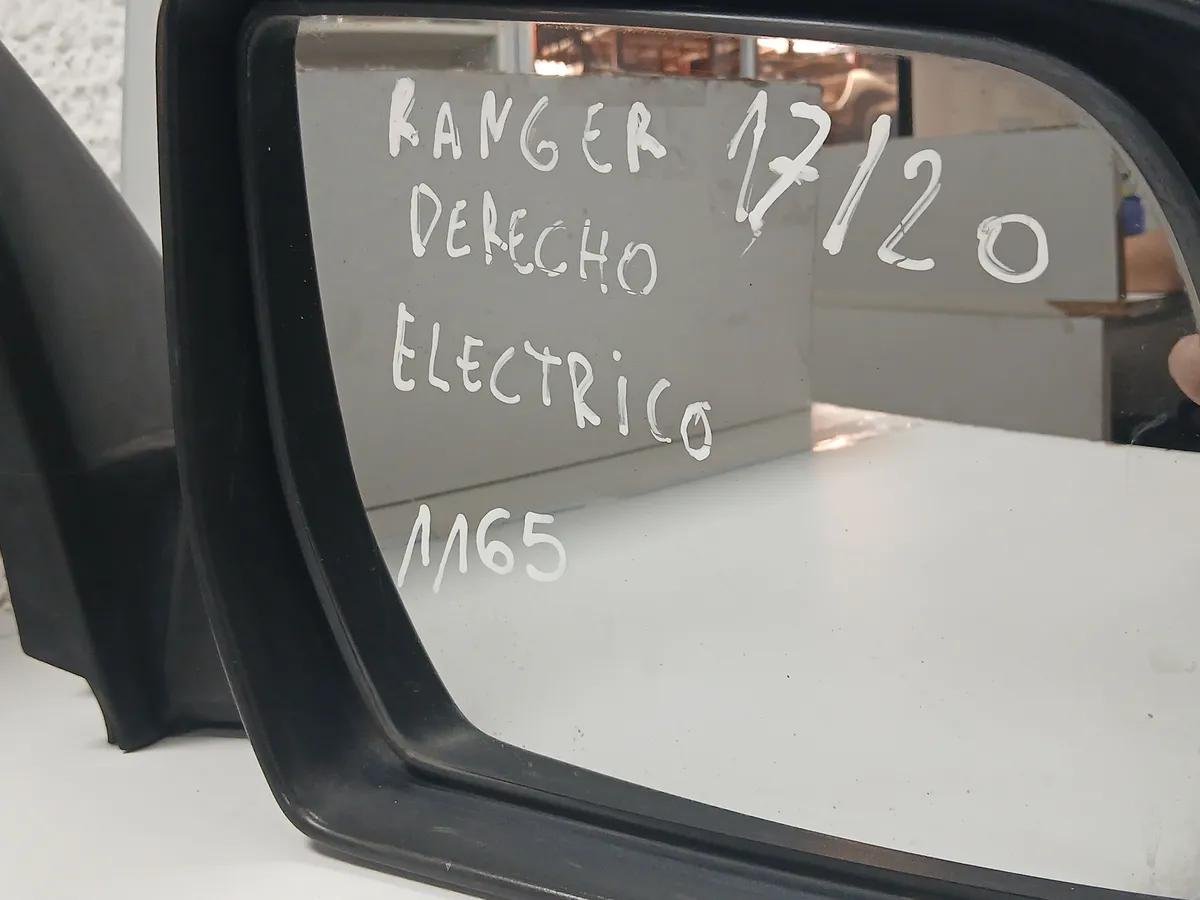 RANGER 17/20
DERECHO
ELECTRICO
1165